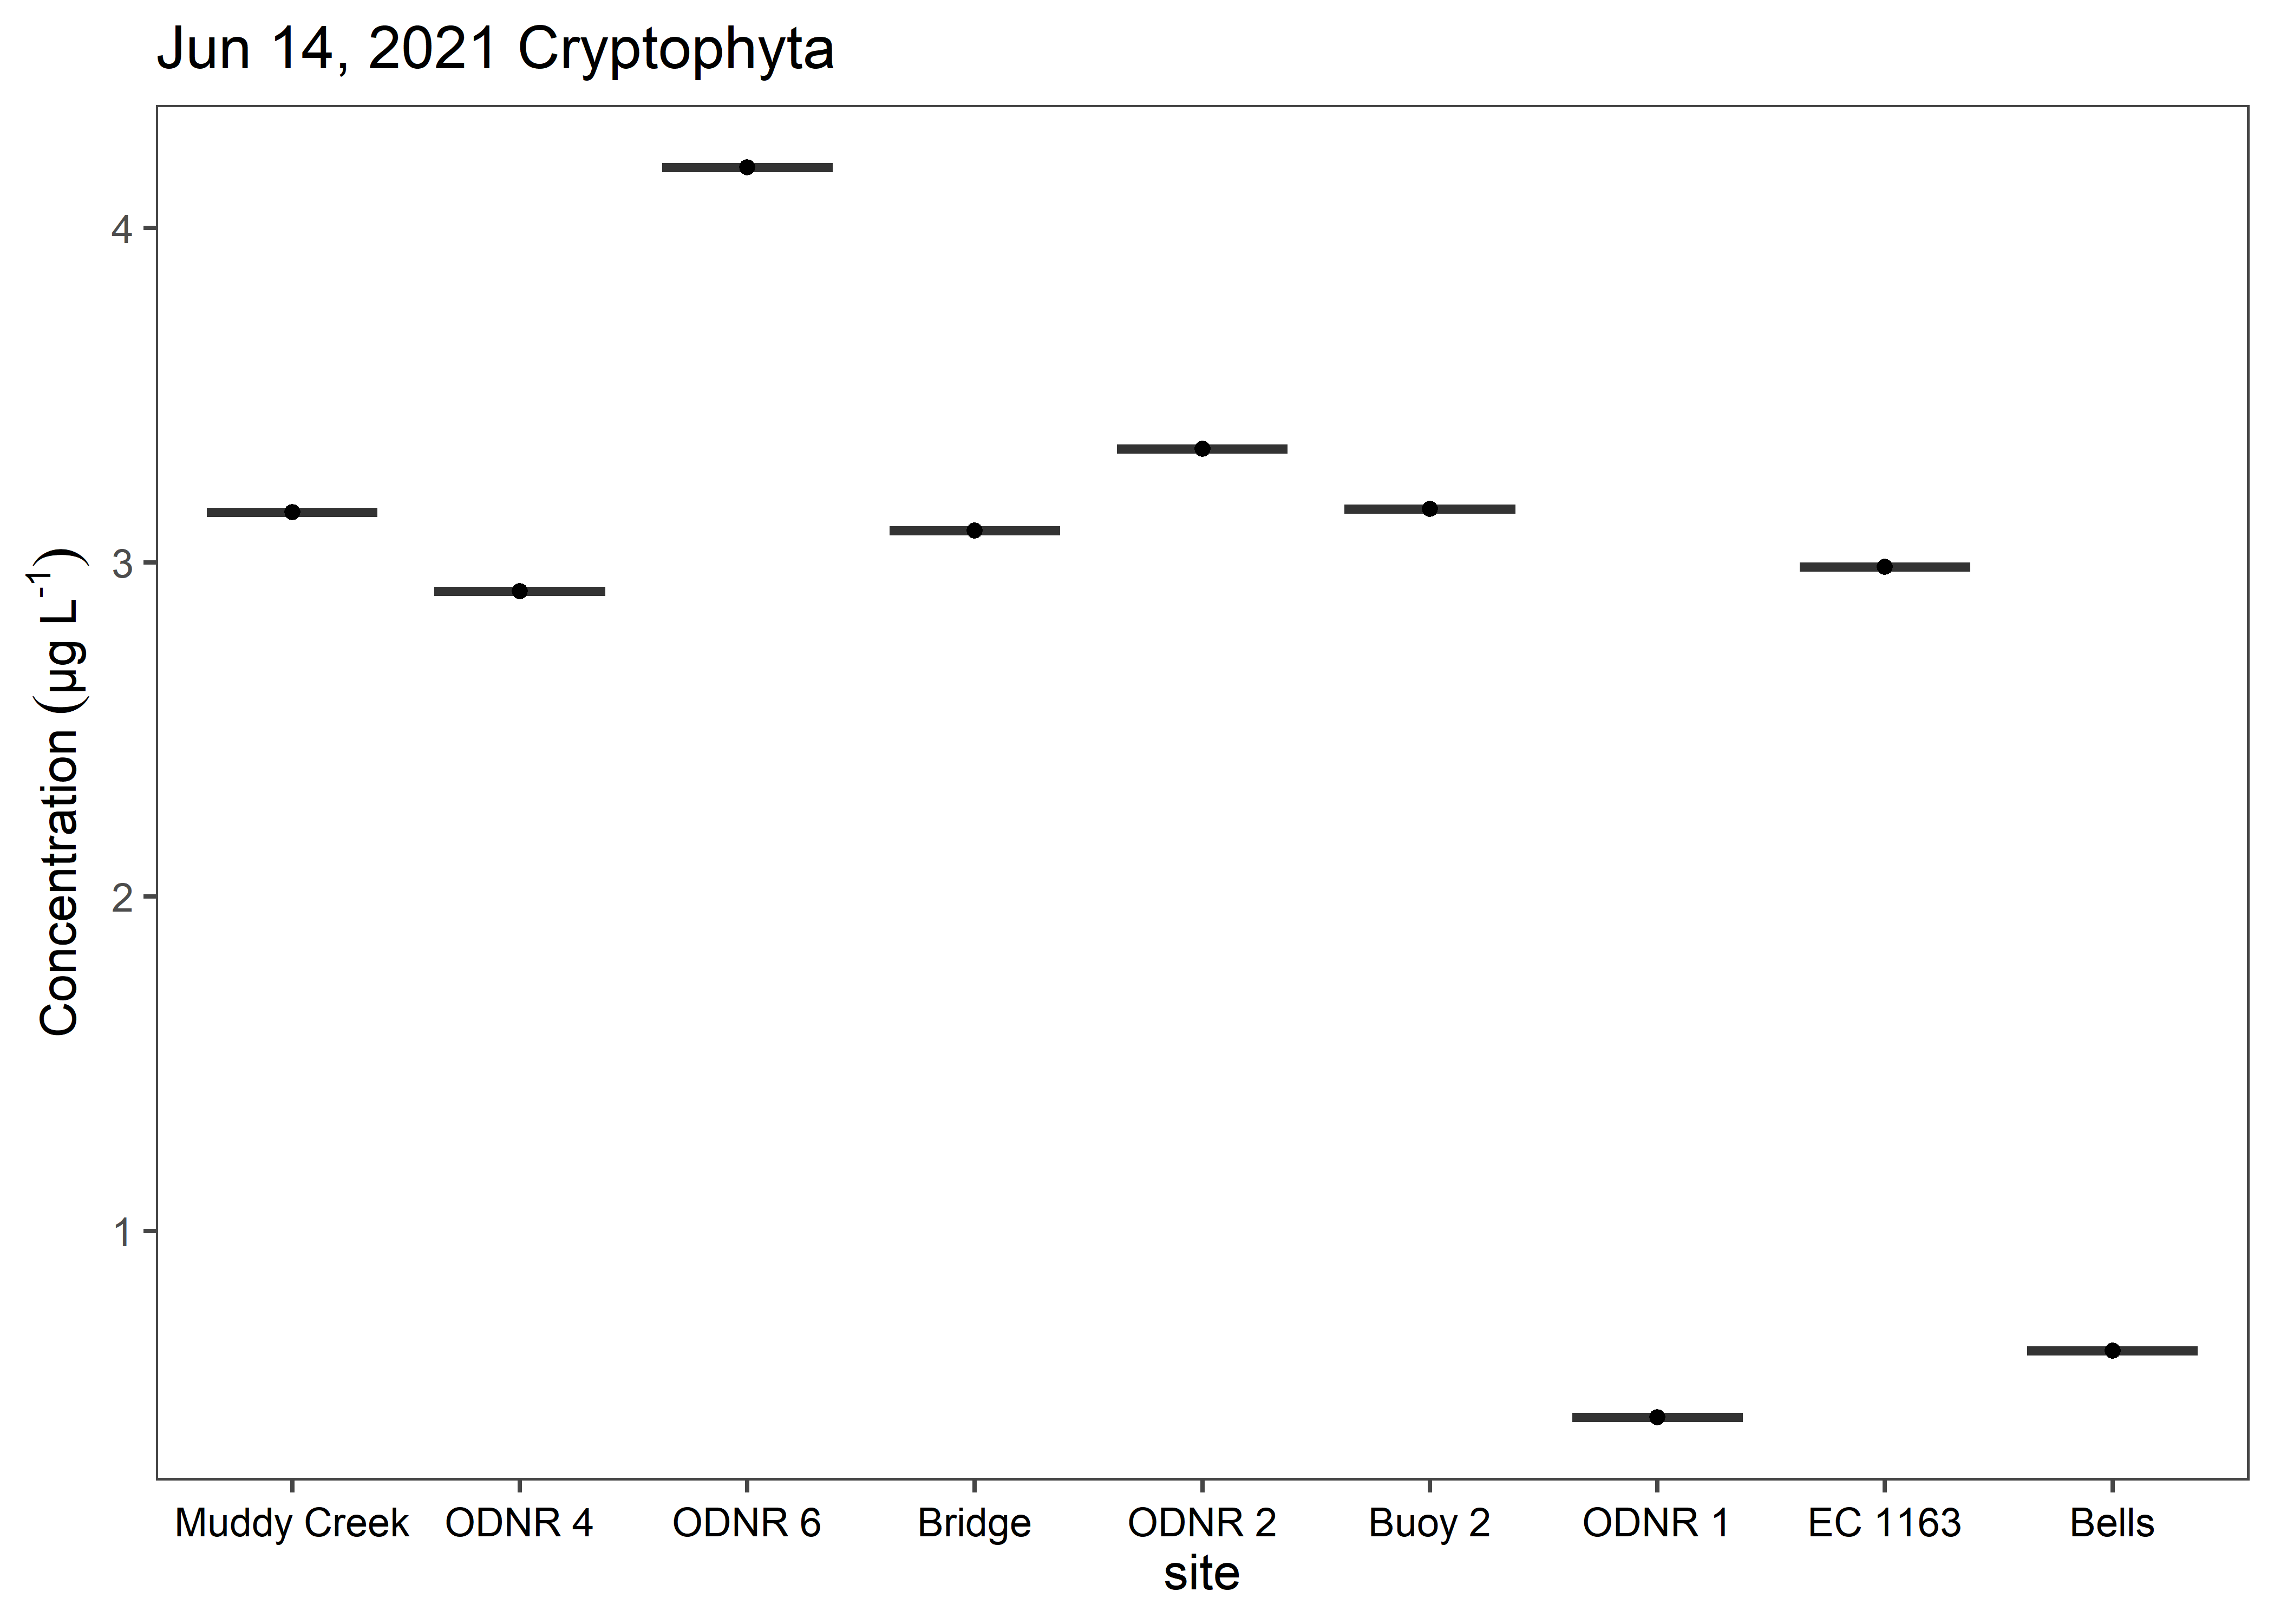 Jun 14, 2021 Cryptophyta
Concentration (µg L⁻¹)
4
3
2
1
Muddy Creek ODNR 4 ODNR 6 Bridge ODNR 2 Buoy 2 ODNR 1 EC 1163 Bells
site